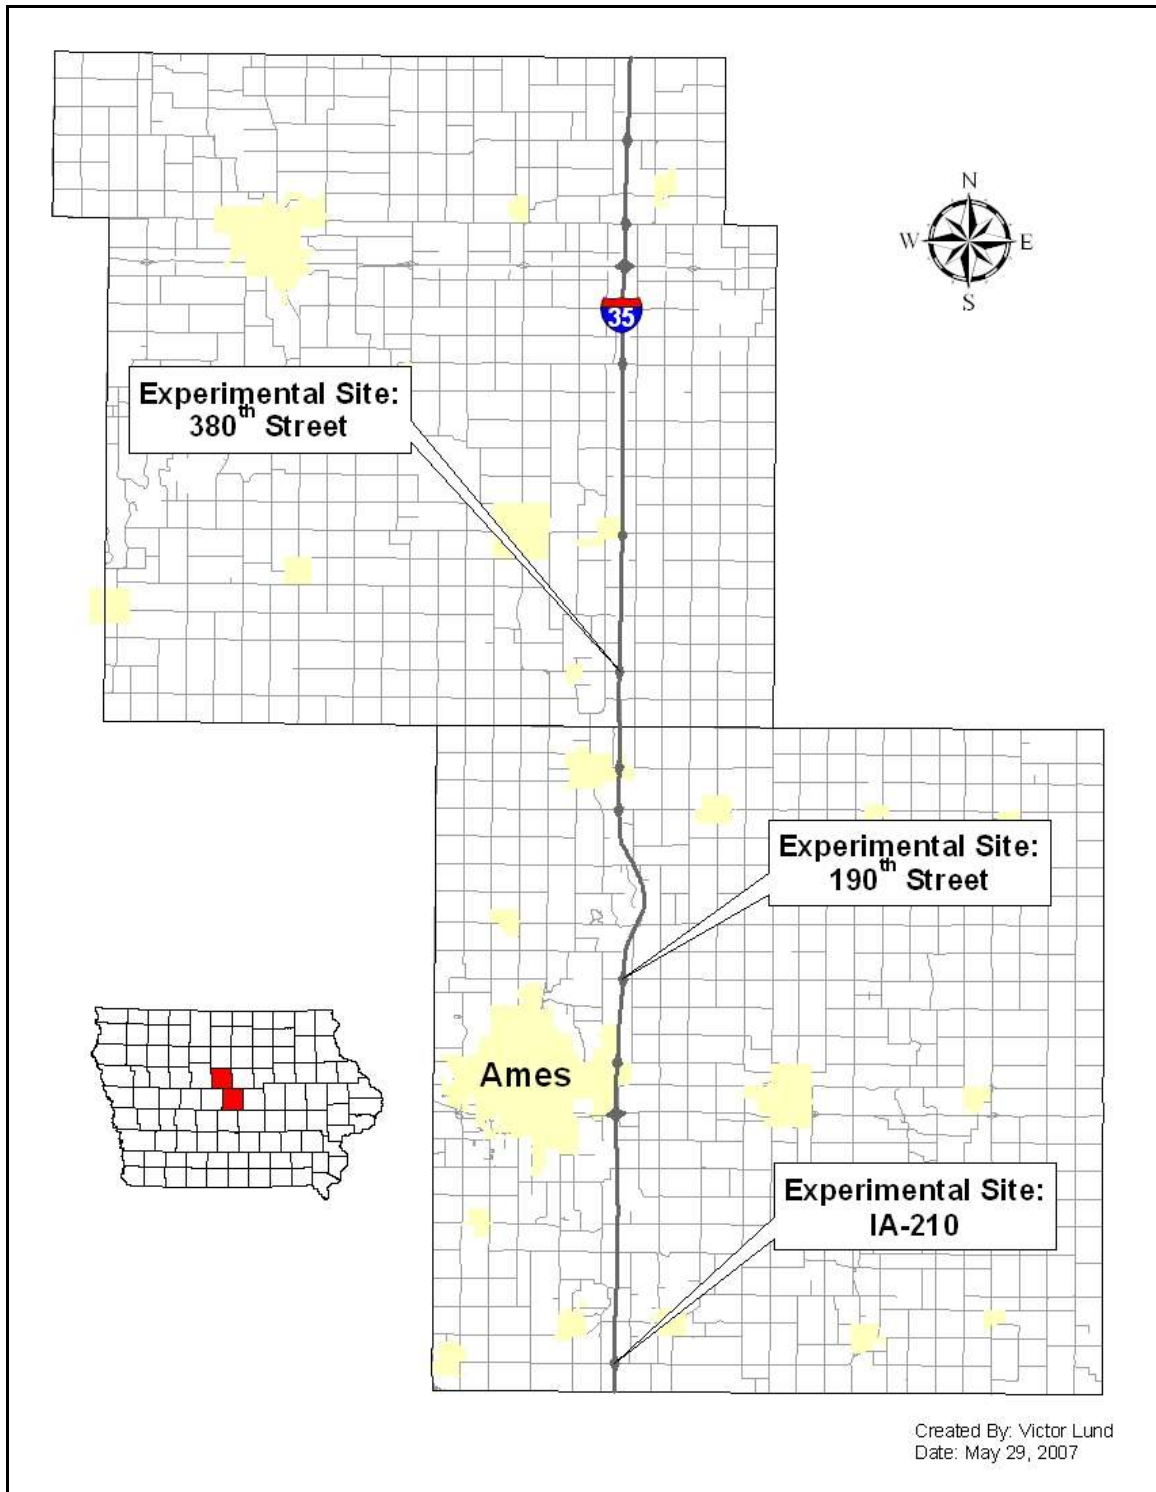 N
W E
S
35
Experimental Site:
380th Street
Experimental Site:
190th Street
Ames
Experimental Site:
IA-210
Created By: Victor Lund
Date: May 29, 2007